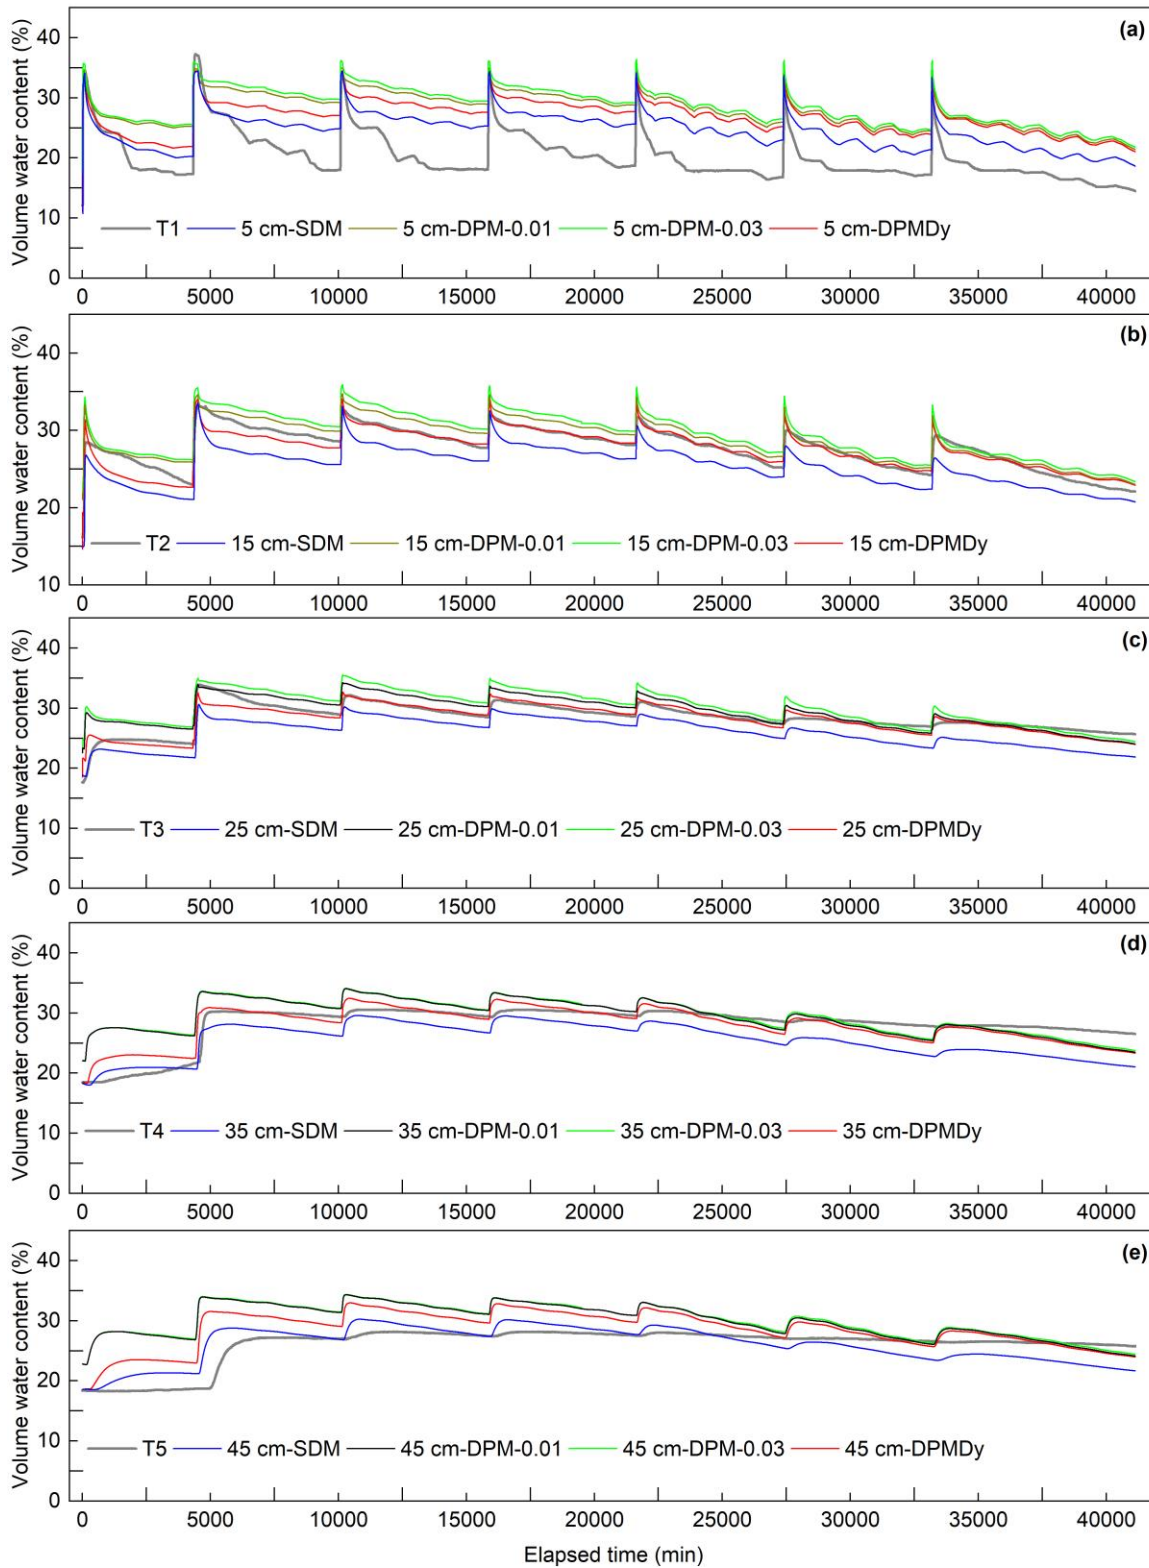 (a)
Volume water content (%)
40
30
20
10
0
T1 5 cm-SDM 5 cm-DPM-0.01 5 cm-DPM-0.03 5 cm-DPMDy
0 5000 10000 15000 20000 25000 30000 35000 40000
(b)
Volume water content (%)
40
30
20
10
T2 15 cm-SDM 15 cm-DPM-0.01 15 cm-DPM-0.03 15 cm-DPMDy
0 5000 10000 15000 20000 25000 30000 35000 40000
(c)
Volume water content (%)
40
30
20
10
0
T3 25 cm-SDM 25 cm-DPM-0.01 25 cm-DPM-0.03 25 cm-DPMDy
0 5000 10000 15000 20000 25000 30000 35000 40000
(d)
Volume water content (%)
40
30
20
10
0
T4 35 cm-SDM 35 cm-DPM-0.01 35 cm-DPM-0.03 35 cm-DPMDy
0 5000 10000 15000 20000 25000 30000 35000 40000
(e)
Volume water content (%)
40
30
20
10
0
T5 45 cm-SDM 45 cm-DPM-0.01 45 cm-DPM-0.03 45 cm-DPMDy
0 5000 10000 15000 20000 25000 30000 35000 40000
Elapsed time (min)